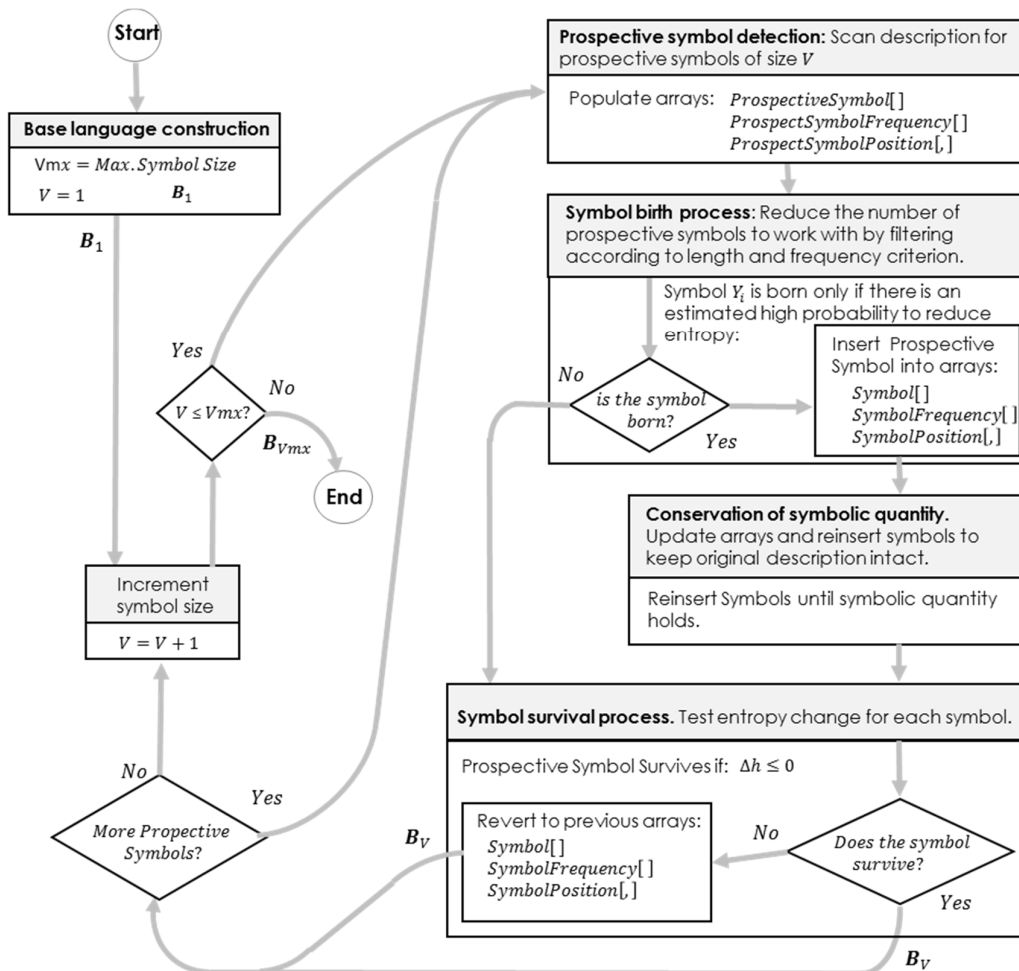 Start
Base language construction
Vmx = Max.Symbol Size
V = 1 B₁
B₁
Prospective symbol detection: Scan description for
prospective symbols of size V
Populate arrays: ProspectiveSymbol[]
ProspectSymbolFrequency[]
ProspectSymbolPosition[,]
Symbol birth process: Reduce the number of
prospective symbols to work with by filtering
according to length and frequency criterion.
Symbol Yᵢ is born only if there is an
estimated high probability to reduce
entropy:
No
is the symbol
born?
Yes
Insert Prospective
Symbol into arrays:
Symbol[]
SymbolFrequency[]
SymbolPosition[,]
Conservation of symbolic quantity.
Update arrays and reinsert symbols to
keep original description intact.
Reinsert Symbols until symbolic quantity
holds.
Symbol survival process. Test entropy change for each symbol.
Prospective Symbol Survives if: Δh ≤ 0
Does the symbol
survive?
No
Yes
Revert to previous arrays:
Symbol[]
SymbolFrequency[]
SymbolPosition[,]
B_V
B_V
More Propective
Symbols?
Yes
No
Increment
symbol size
V = V + 1
V ≤ Vmx?
Yes
No
B_Vmx
End